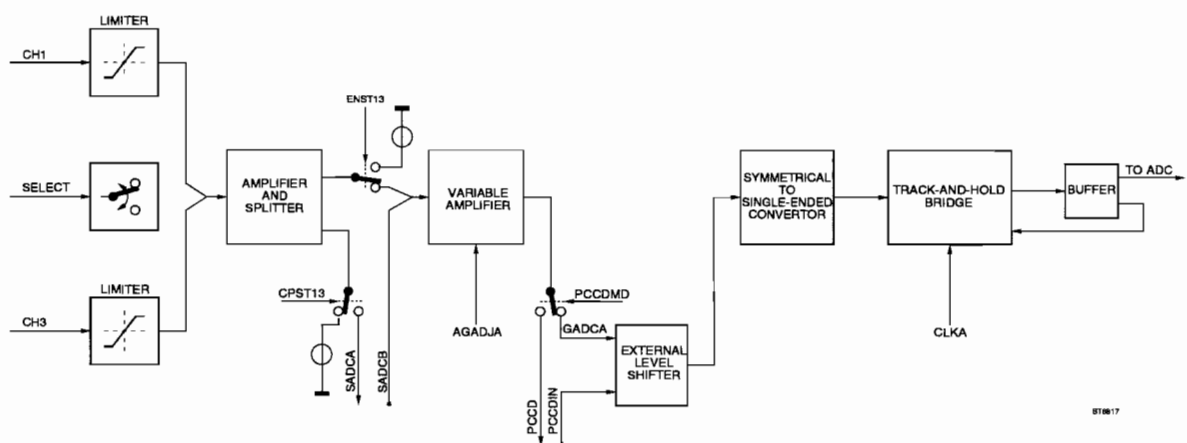 LIMITER
CH1
ENST13
SELECT
AMPLIFIER
AND
SPLITTER
VARIABLE
AMPLIFIER
SYMMETRICAL
TO
SINGLE-ENDED
CONVERTOR
TRACK-AND-HOLD
BRIDGE
BUFFER
TO ADC
LIMITER
CH3
CPST13
SADCA
SADCB
AGADJA
PCCDMD
GADCA
PCCD
PCCDIN
EXTERNAL
LEVEL
SHIFTER
CLKA
ST6817